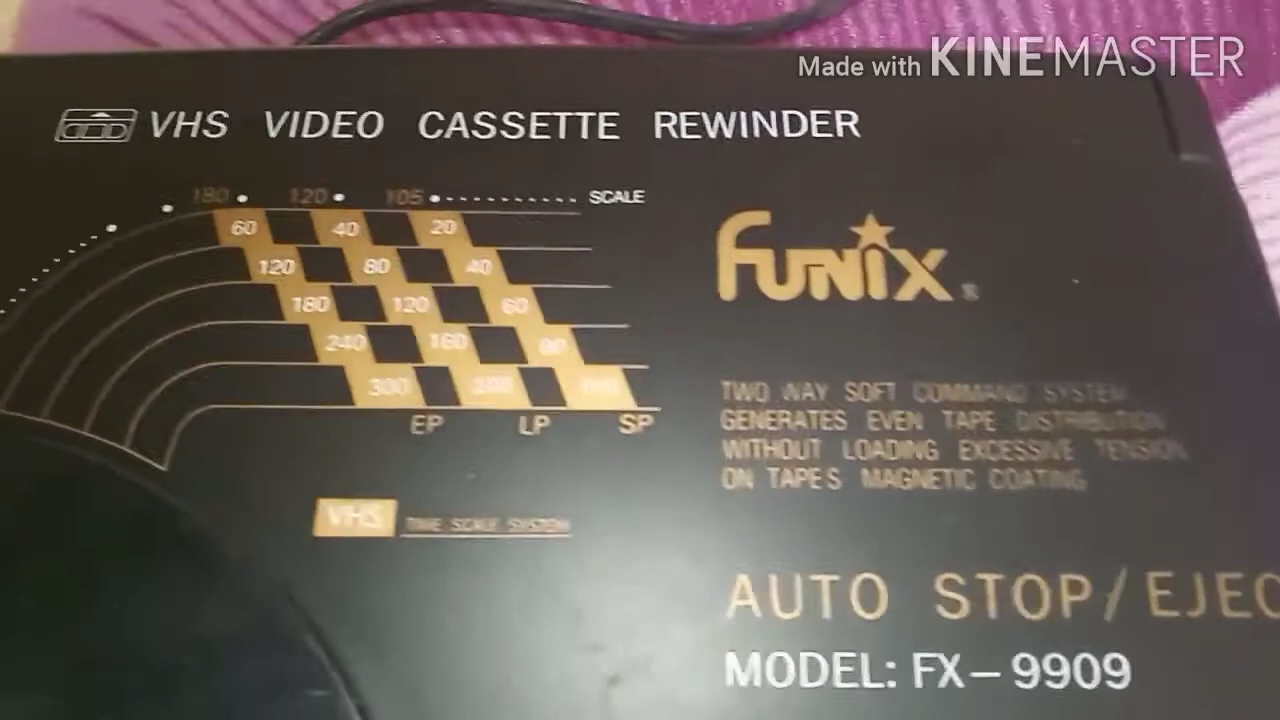 Made with KINEMASTER
VHS VIDEO CASSETTE REWINDER
180 120 105 SCALE
60 40 20
120 80 40
180 120 60
240 160 80
300 200
EP LP SP
FUNiX ®
TWO WAY SOFT COMMAND SYSTEM
GENERATES EVEN TAPE DISTRIBUTION
WITHOUT LOADING EXCESSIVE TENSION
ON TAPES MAGNETIC COATING
VHS TIME SCALE SYSTEM
AUTO STOP/EJEC
MODEL: FX-9909